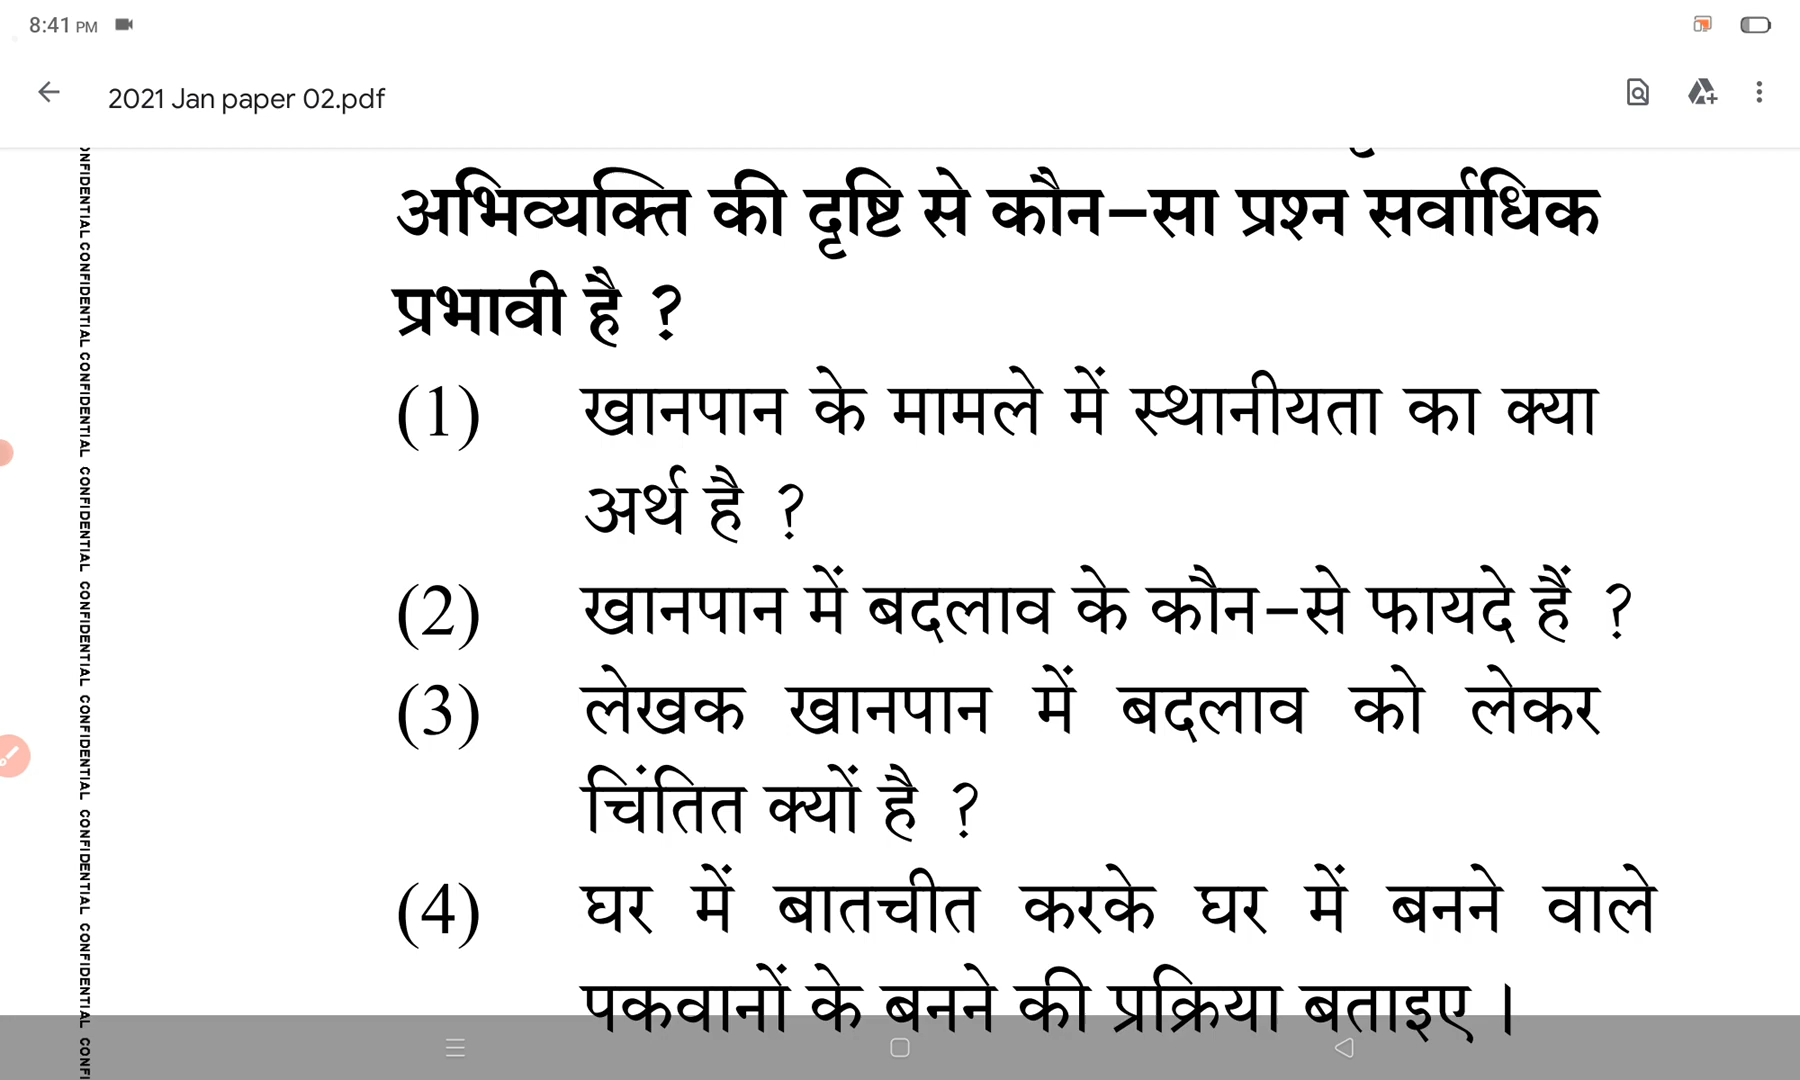 8:41 PM
2021 Jan paper 02.pdf
अभिव्यक्ति की दृष्टि से कौन–सा प्रश्न सर्वाधिक
प्रभावी है ?
(1) खानपान के मामले में स्थानीयता का क्या
अर्थ है ?
(2) खानपान में बदलाव के कौन–से फायदे हैं ?
(3) लेखक खानपान में बदलाव को लेकर
चिंतित क्यों है ?
(4) घर में बातचीत करके घर में बनने वाले
पकवानों के बनने की प्रक्रिया बताइए ।
CONFIDENTIAL CONFIDENTIAL CONFIDENTIAL CONFIDENTIAL CONFIDENTIAL CONFIDENTIAL CONFIDENTIAL